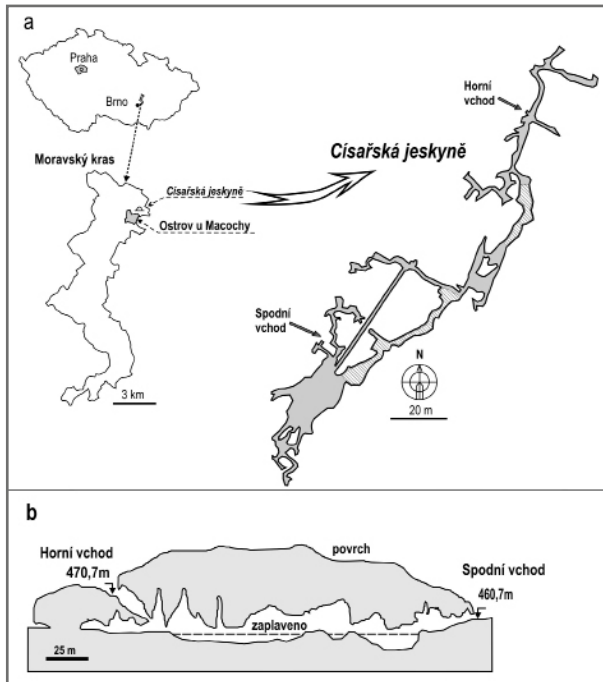 a
Praha
Brno
Moravský kras
Císařská jeskyně
Ostrov u Macochy
3 km
Císařská jeskyně
Horní
vchod
Spodní
vchod
N
20 m
b
Horní vchod
470,7m
povrch
Spodní vchod
460,7m
zaplaveno
25 m